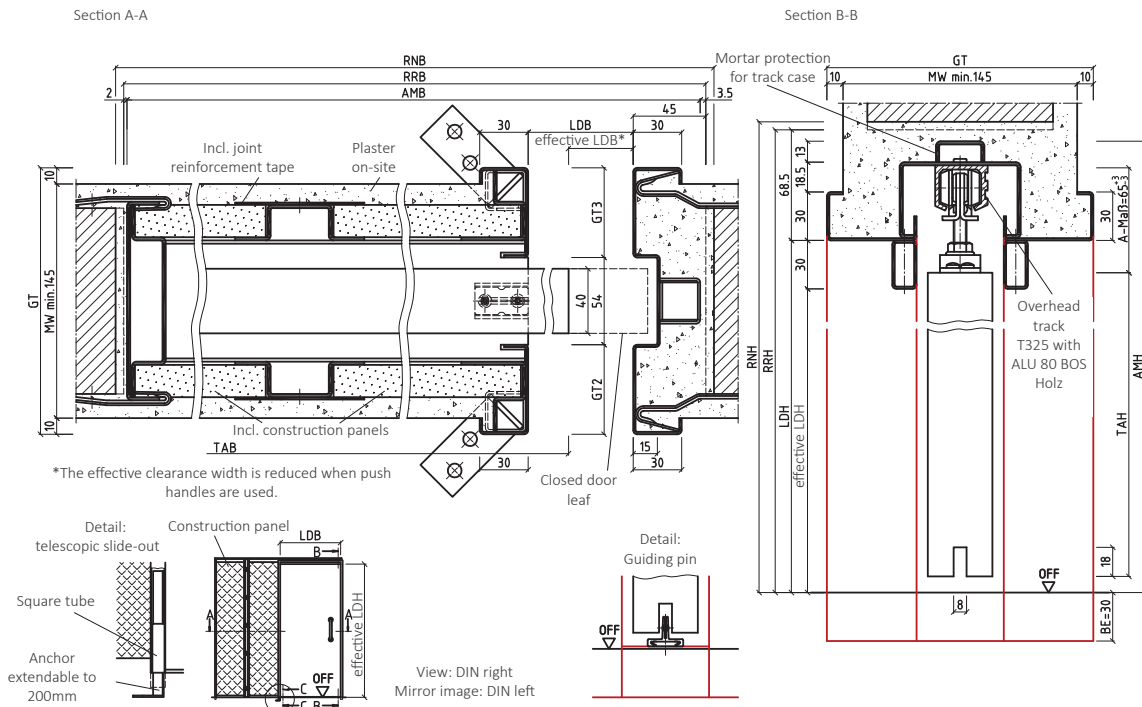 Section A-A
Section B-B
RNB
RRB
AMB
2
3.5
45
30
LDB
30
effective LDB*
Incl. joint
reinforcement tape
Plaster
on-site
10
GT
MW min.145
10
GT3
40
54
GT2
Incl. construction panels
TAB
30
15
30
Closed door
leaf
*The effective clearance width is reduced when push
handles are used.
Mortar protection
for track case
GT
10
MW min.145
10
13
18.5
68.5
30
30
30
A-Maß=65 +3 -3
RNH
RRH
LDH
effective LDH
Overhead
track
T325 with
ALU 80 BOS
Holz
AMH
TAH
18
8
OFF
BE=30
Detail:
telescopic slide-out
Square tube
Anchor
extendable to
200mm
Construction panel
LDB
B
A
A
effective LDH
OFF
C
C
B
View: DIN right
Mirror image: DIN left
Detail:
Guiding pin
OFF